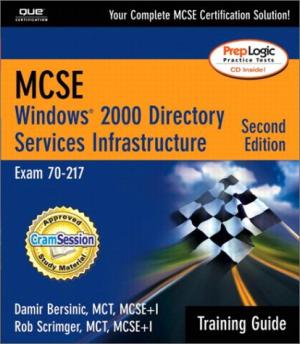 que
CERTIFICATION
Your Complete MCSE Certification Solution!
PrepLogic
Practice Tests
CD Inside!
MCSE
Windows® 2000 Directory
Services Infrastructure
Second
Edition
Exam 70-217
Approved
CramSession
Study Material
Damir Bersinic, MCT, MCSE+I
Rob Scrimger, MCT, MCSE+I
Training Guide